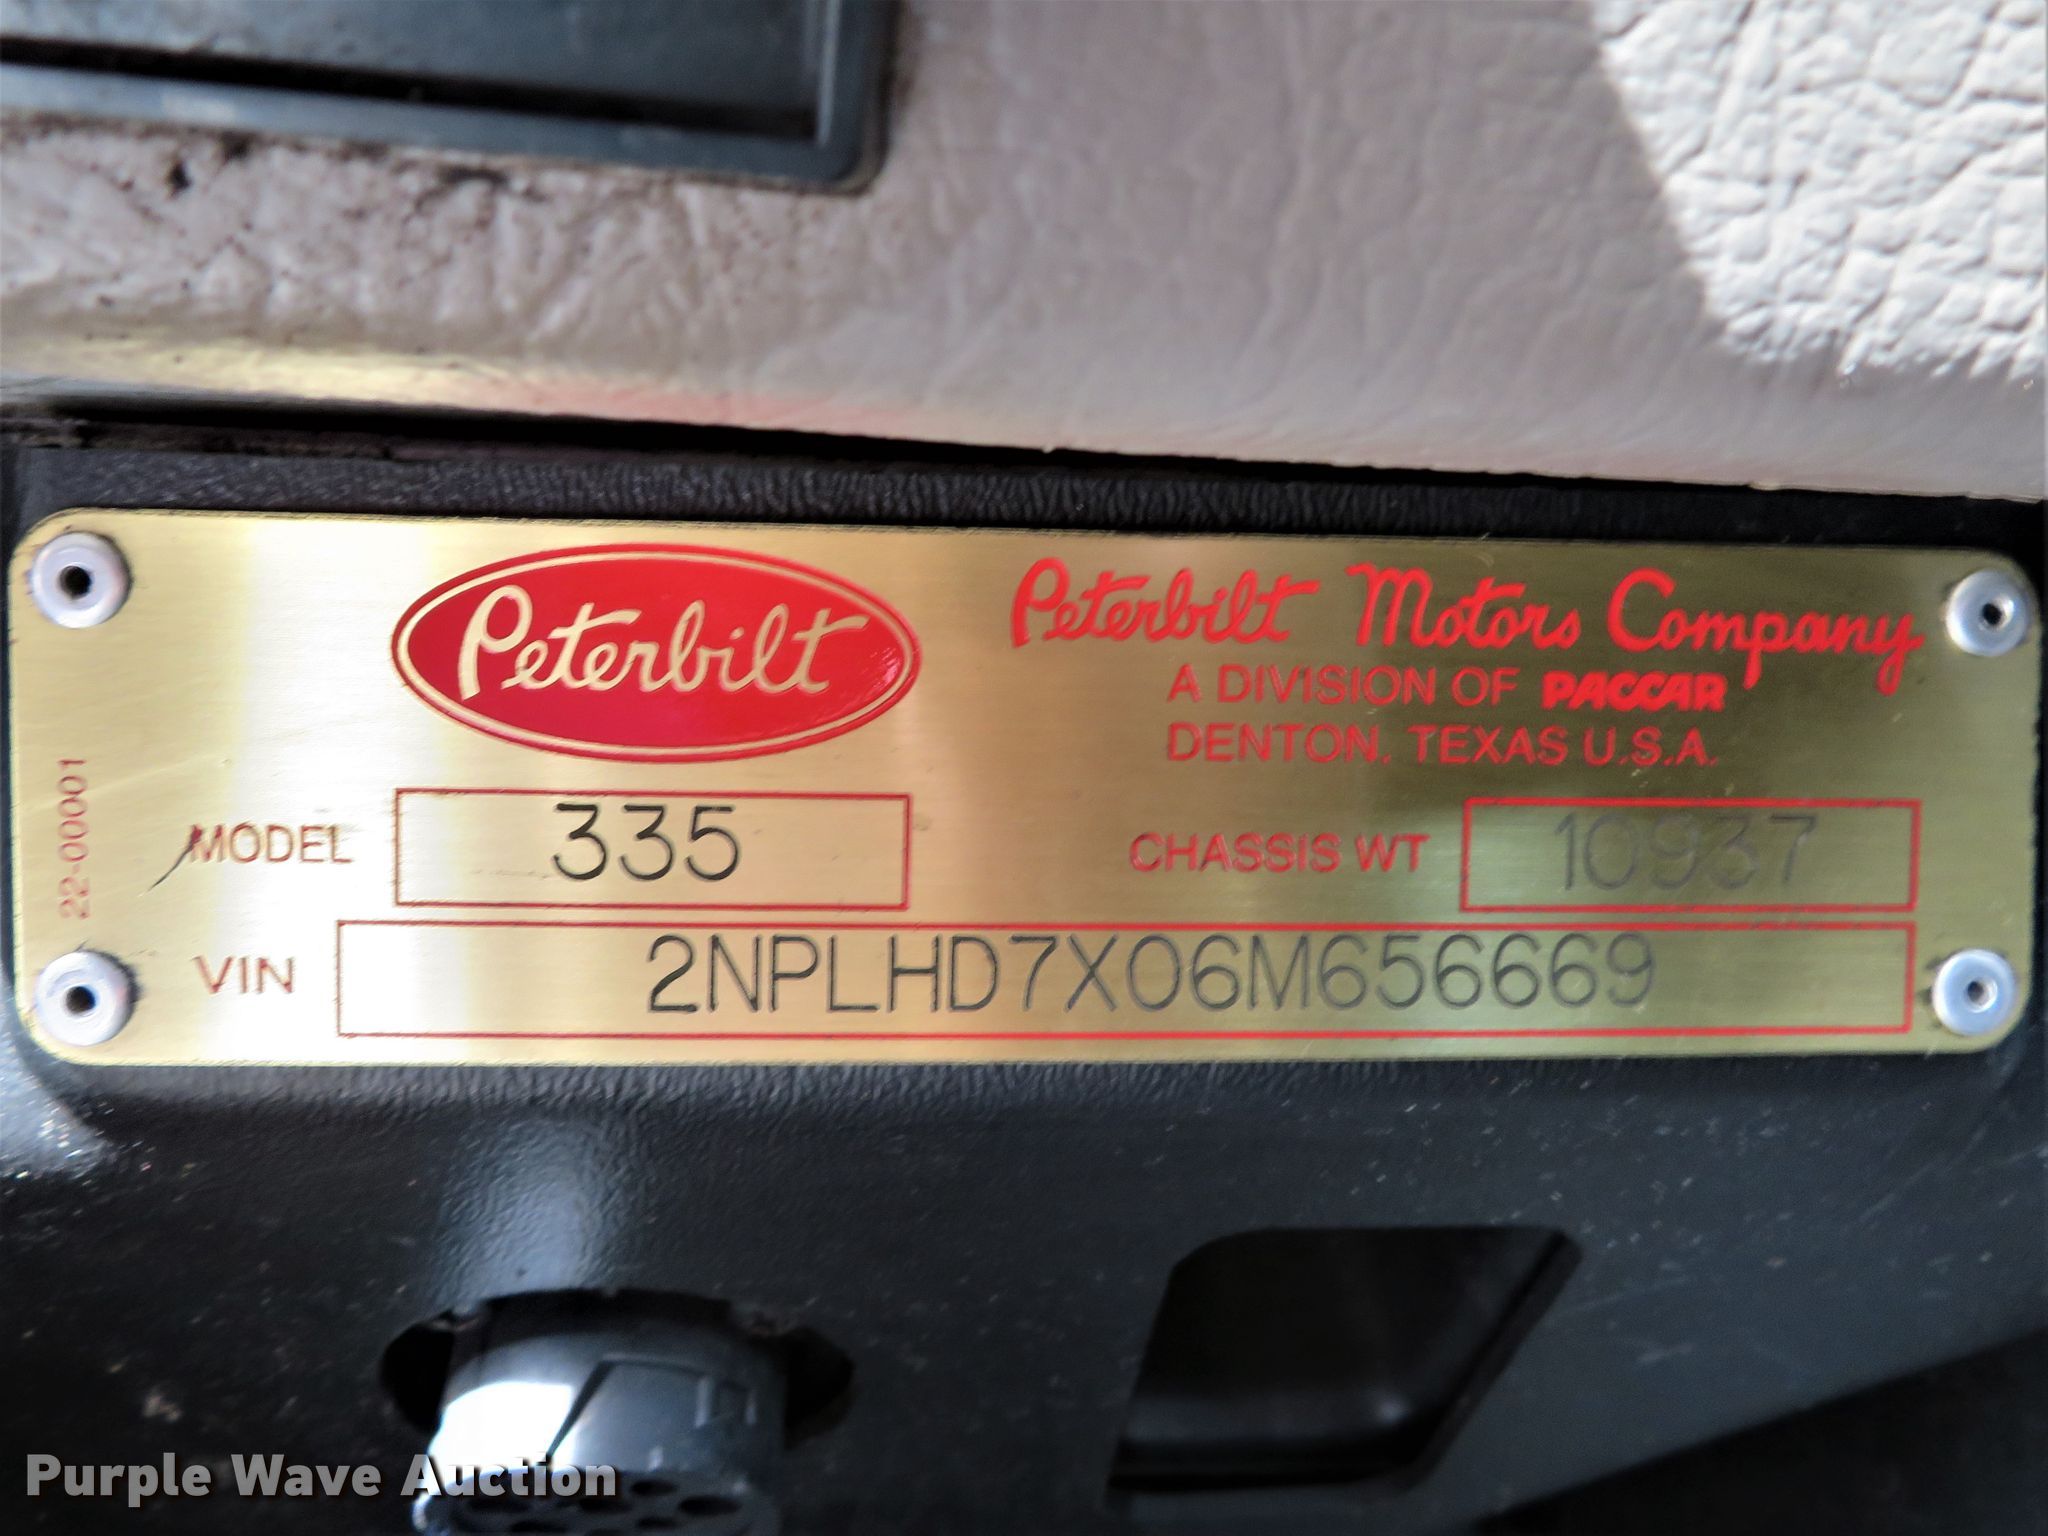 Peterbilt
Peterbilt Motors Company
A DIVISION OF PACCAR
DENTON, TEXAS U.S.A.
22-00001
MODEL 335
CHASSIS WT 10937
VIN 2NPLHD7X06M656669
Purple Wave Auction